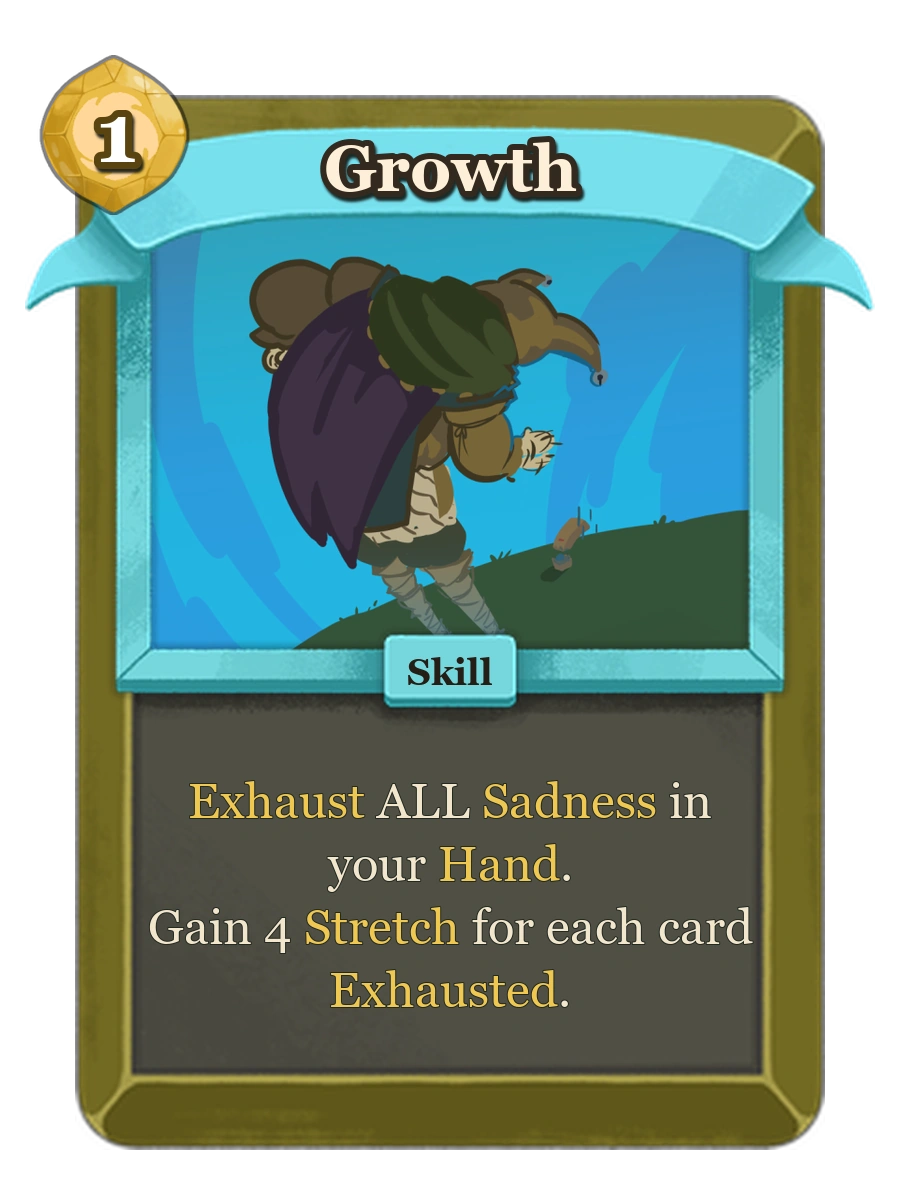 1
Growth
Skill
Exhaust ALL Sadness in
your Hand.
Gain 4 Stretch for each card
Exhausted.